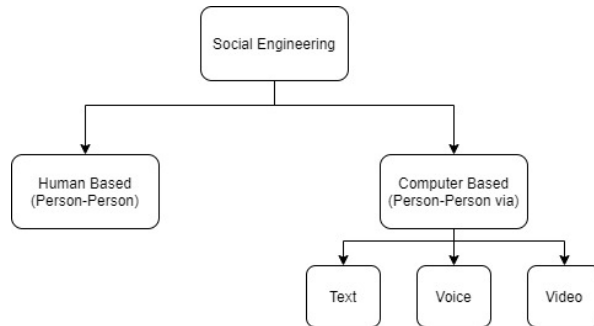 Social Engineering
Human Based
(Person-Person)
Computer Based
(Person-Person via)
Text
Voice
Video